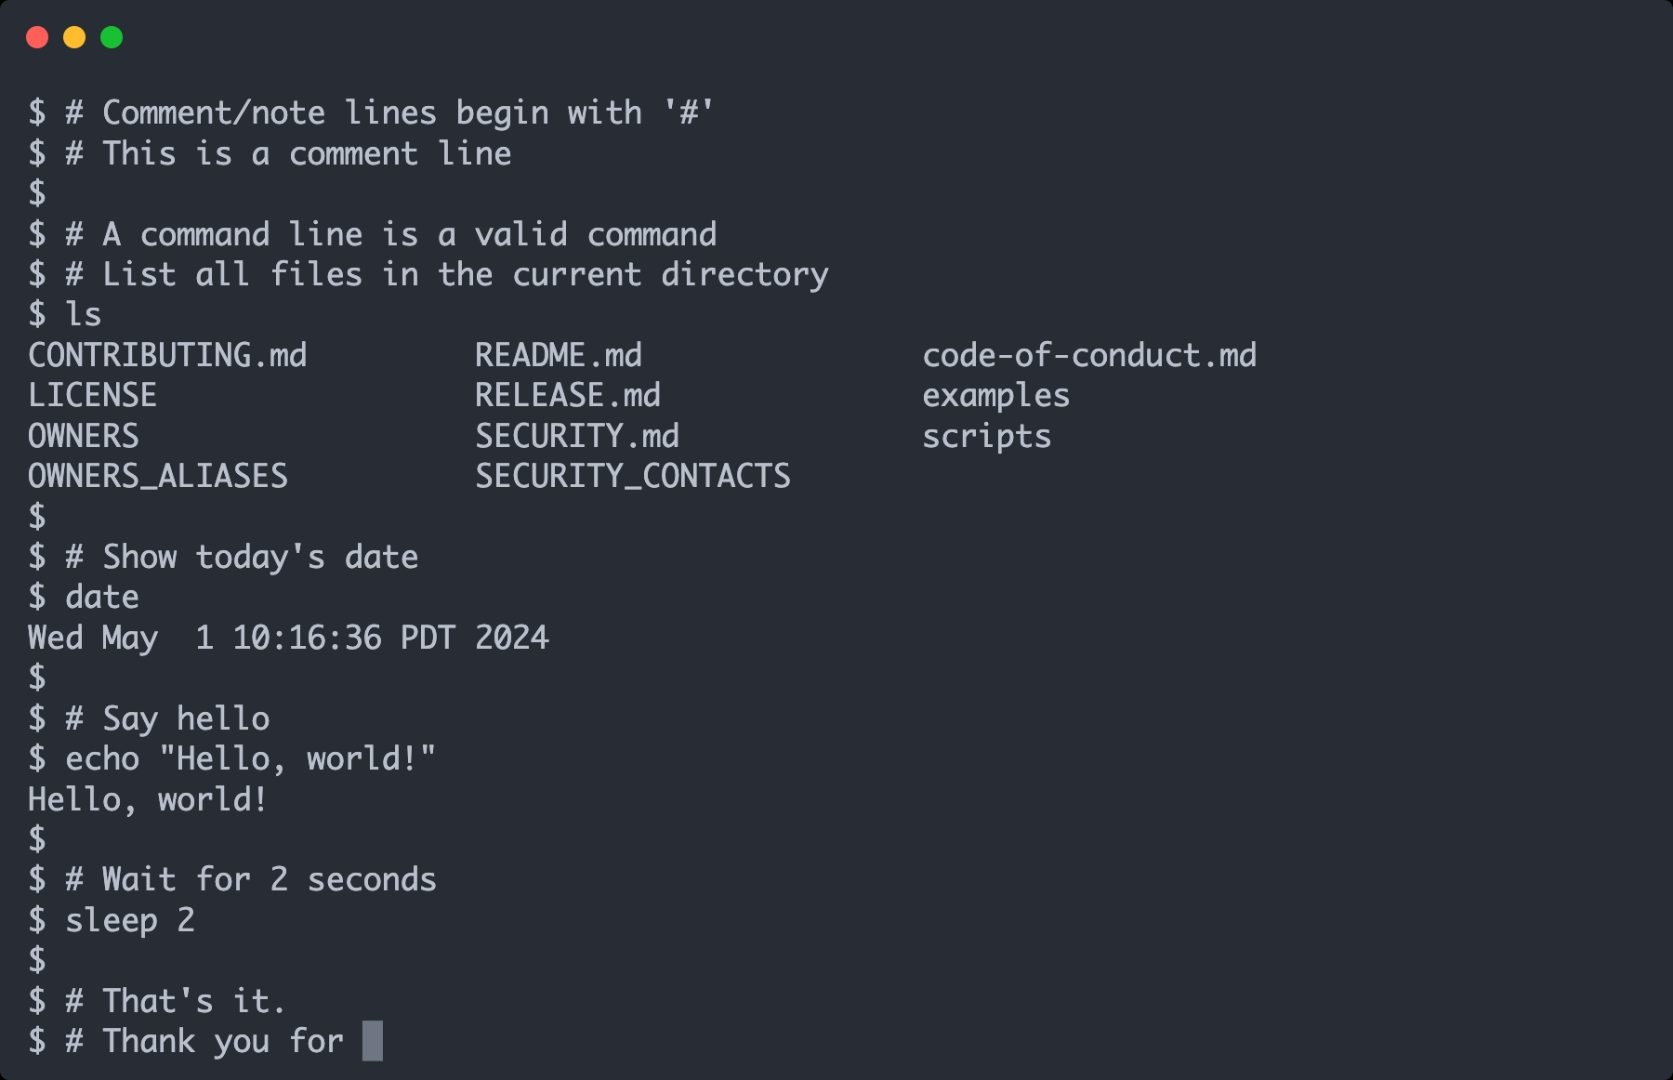 $ # Comment/note lines begin with '#'
$ # This is a comment line
$
$ # A command line is a valid command
$ # List all files in the current directory
$ ls
CONTRIBUTING.md         README.md               code-of-conduct.md
LICENSE                 RELEASE.md              examples
OWNERS                  SECURITY.md             scripts
OWNERS_ALIASES          SECURITY_CONTACTS
$
$ # Show today's date
$ date
Wed May  1 10:16:36 PDT 2024
$
$ # Say hello
$ echo "Hello, world!"
Hello, world!
$
$ # Wait for 2 seconds
$ sleep 2
$
$ # That's it.
$ # Thank you for